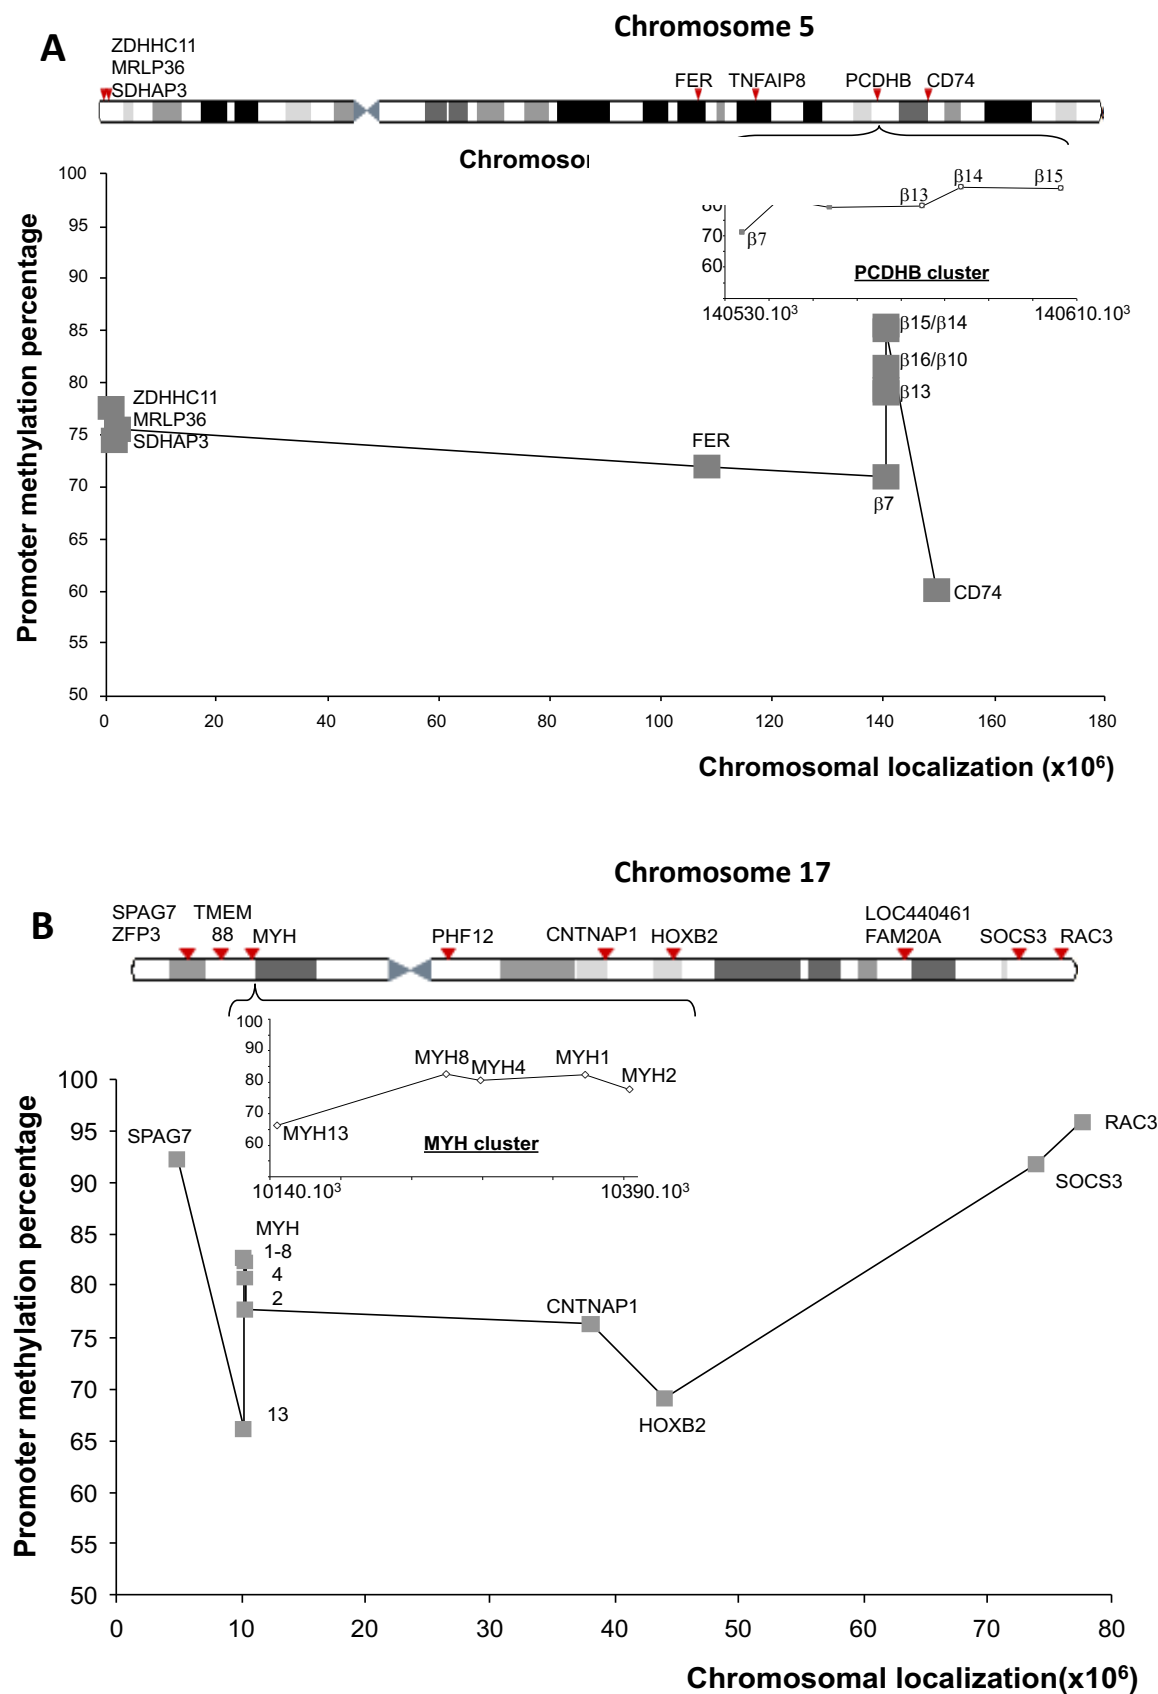 Chromosome 5
A
ZDHHC11
MRLP36
SDHAP3
FER TNFAIP8 PCDHB CD74
Chromoso
100
95
90
85
80
75
70
65
60
55
50
Promoter methylation percentage
β7
β13
β14
β15
70
60
PCDHB cluster
140530.10³ 140610.10³
β15/β14
β16/β10
β13
ZDHHC11
MRLP36
SDHAP3
FER
β7
CD74
0 20 40 60 80 100 120 140 160 180
Chromosomal localization (x10⁶)
Chromosome 17
B
SPAG7
ZFP3
TMEM
88
MYH
PHF12
CNTNAP1
HOXB2
LOC440461
FAM20A
SOCS3
RAC3
100
90
80
70
60
MYH13
MYH8
MYH4
MYH1
MYH2
MYH cluster
10140.10³ 10390.10³
100
95
90
85
80
75
70
65
60
55
50
Promoter methylation percentage
SPAG7
MYH
1-8
4
2
13
CNTNAP1
HOXB2
SOCS3
RAC3
0 10 20 30 40 50 60 70 80
Chromosomal localization(x10⁶)